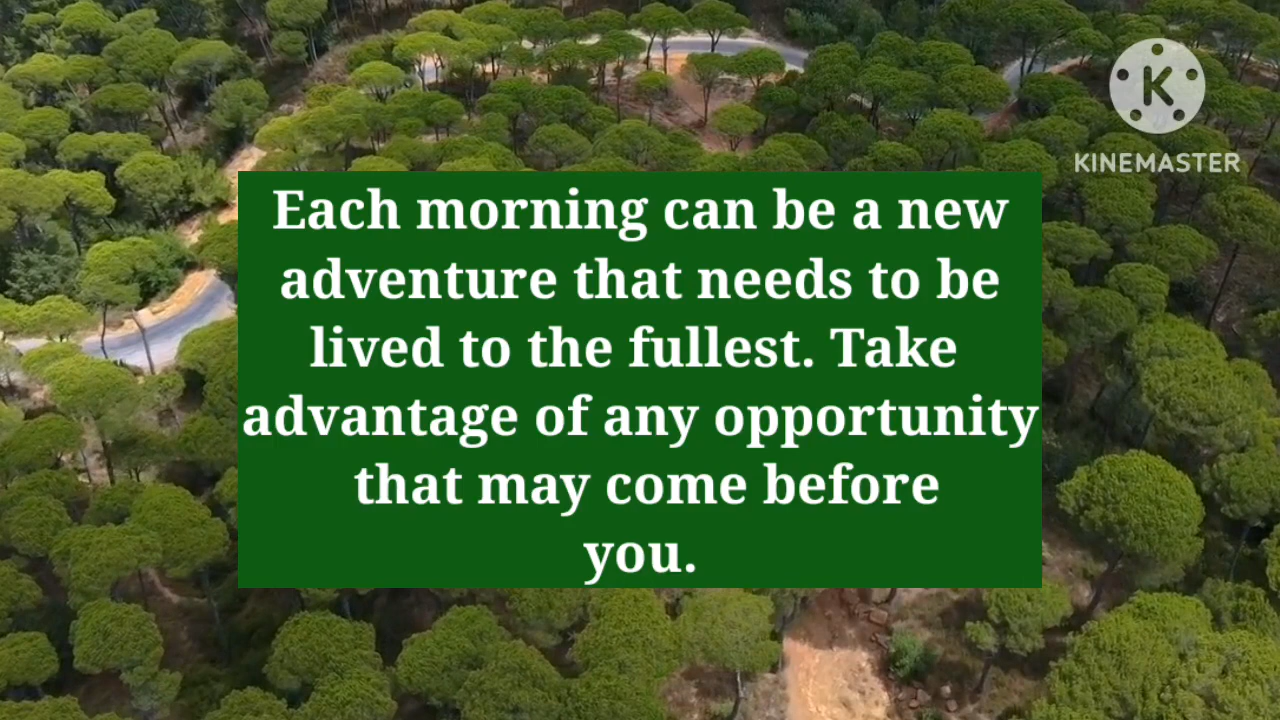 KINEMASTER
Each morning can be a new
adventure that needs to be
lived to the fullest. Take
advantage of any opportunity
that may come before
you.